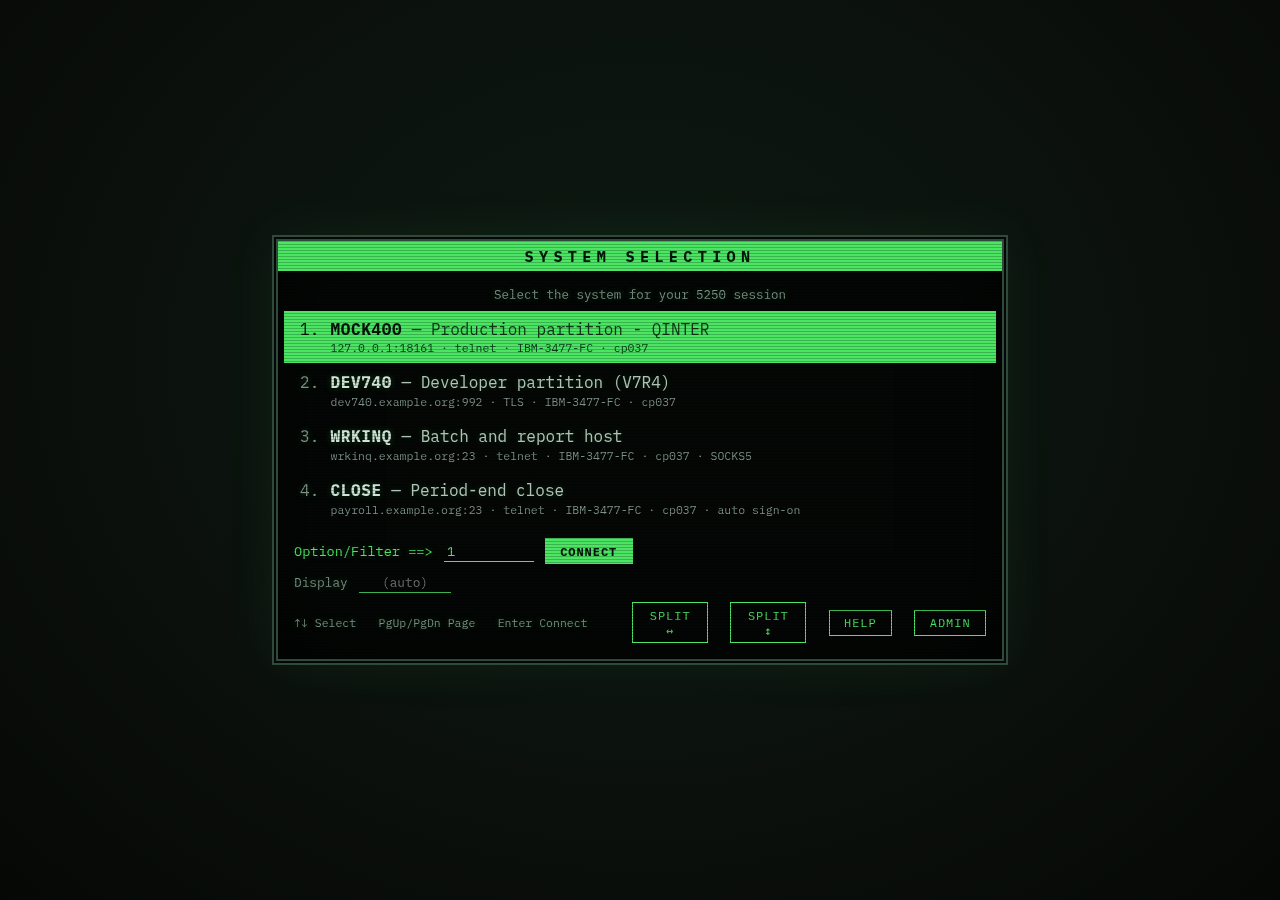 SYSTEM SELECTION
Select the system for your 5250 session
1. MOCK400 — Production partition - QINTER
127.0.0.1:18161 · telnet · IBM-3477-FC · cp037
2. DEV740 — Developer partition (V7R4)
dev740.example.org:992 · TLS · IBM-3477-FC · cp037
3. WRKINQ — Batch and report host
wrkinq.example.org:23 · telnet · IBM-3477-FC · cp037 · SOCKS5
4. CLOSE — Period-end close
payroll.example.org:23 · telnet · IBM-3477-FC · cp037 · auto sign-on
Option/Filter ==> 1 CONNECT
Display (auto)
↑↓ Select PgUp/PgDn Page Enter Connect SPLIT ↔ SPLIT ↕ HELP ADMIN